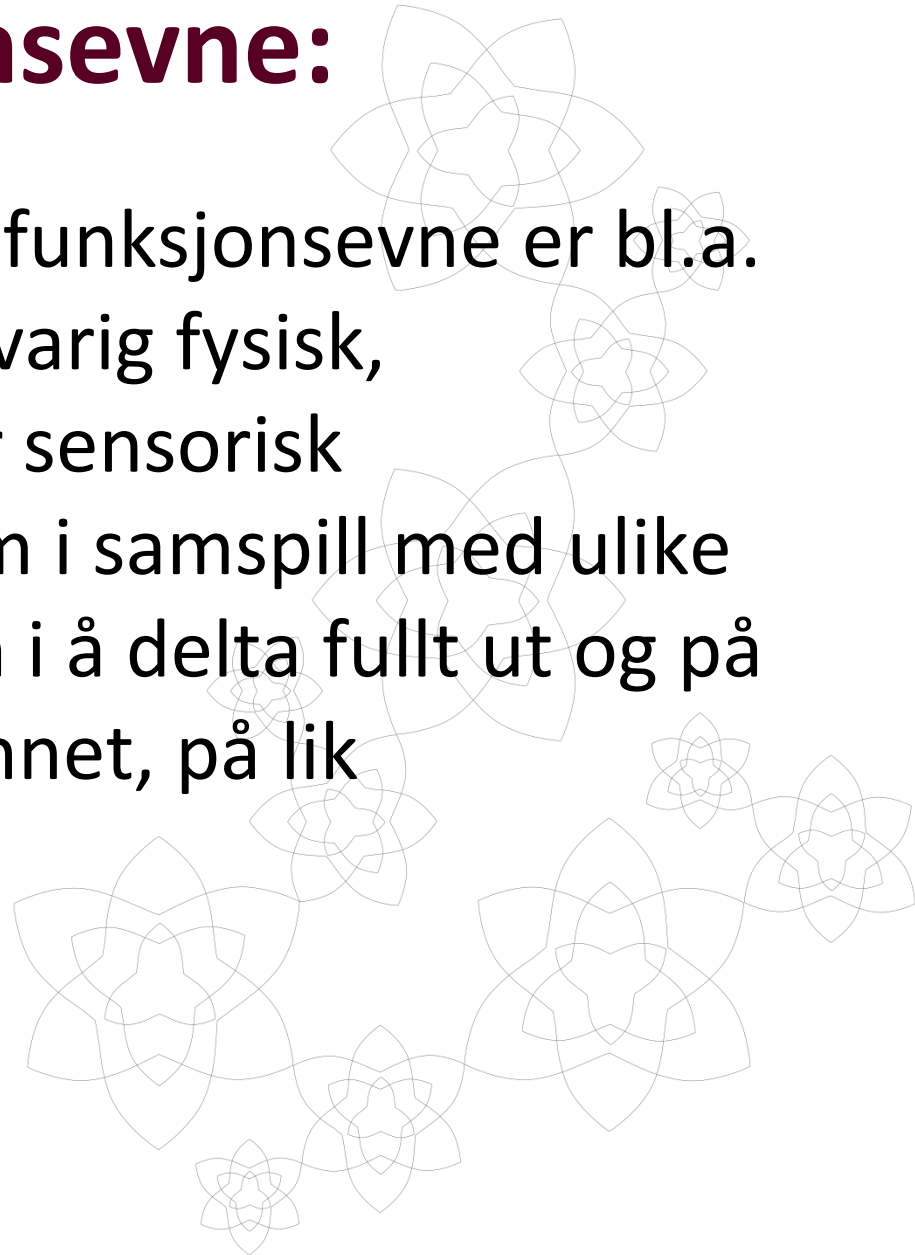 nsevne:
funksjonsevne er bl.a.
varig fysisk,
sensorisk
i samspill med ulike
i å delta fullt ut og på
nnet, på lik